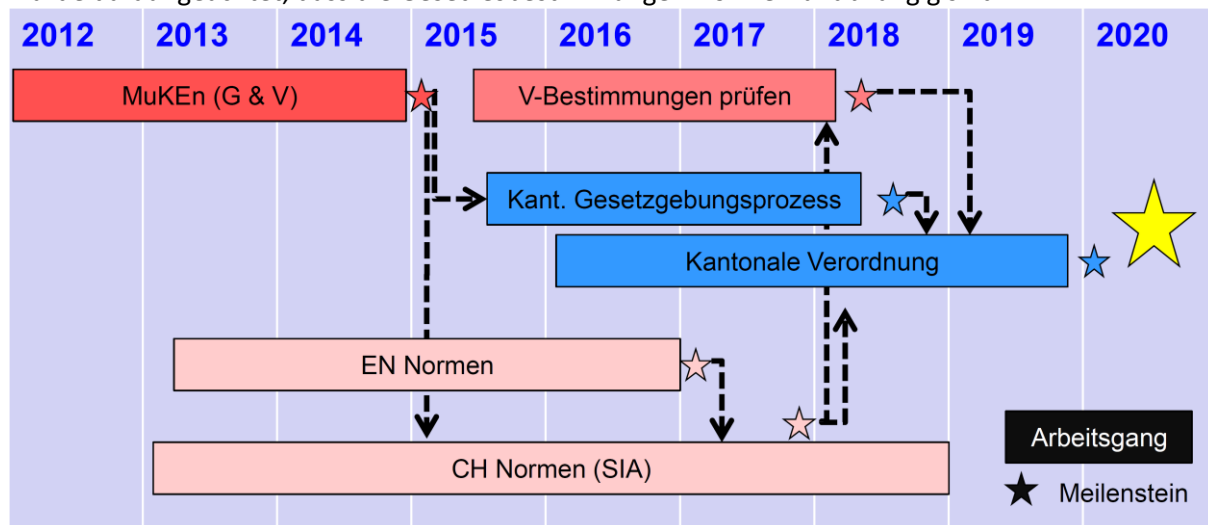 2012 2013 2014 2015 2016 2017 2018 2019 2020
MuKEn (G & V)
V-Bestimmungen prüfen
Kant. Gesetzgebungsprozess
Kantonale Verordnung
EN Normen
CH Normen (SIA)
Arbeitsgang
Meilenstein